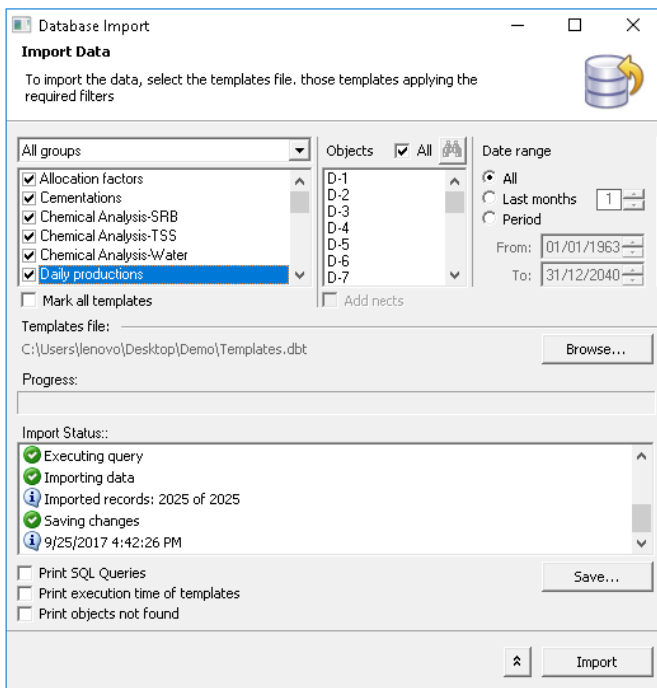 Database Import
Import Data
To import the data, select the templates file. those templates applying the
required filters
All groups
Allocation factors
Cementations
Chemical Analysis-SRB
Chemical Analysis-TSS
Chemical Analysis-Water
Daily productions
Mark all templates
Objects All
D-1
D-2
D-3
D-4
D-5
D-6
D-7
Add nects
Date range
All
Last months 1
Period
From: 01/01/1963
To: 31/12/2040
Templates file:
C:\Users\lenovo\Desktop\Demo\Templates.dbt
Browse...
Progress:
Import Status::
Executing query
Importing data
Imported records: 2025 of 2025
Saving changes
9/25/2017 4:42:26 PM
Print SQL Queries
Print execution time of templates
Print objects not found
Save...
Import